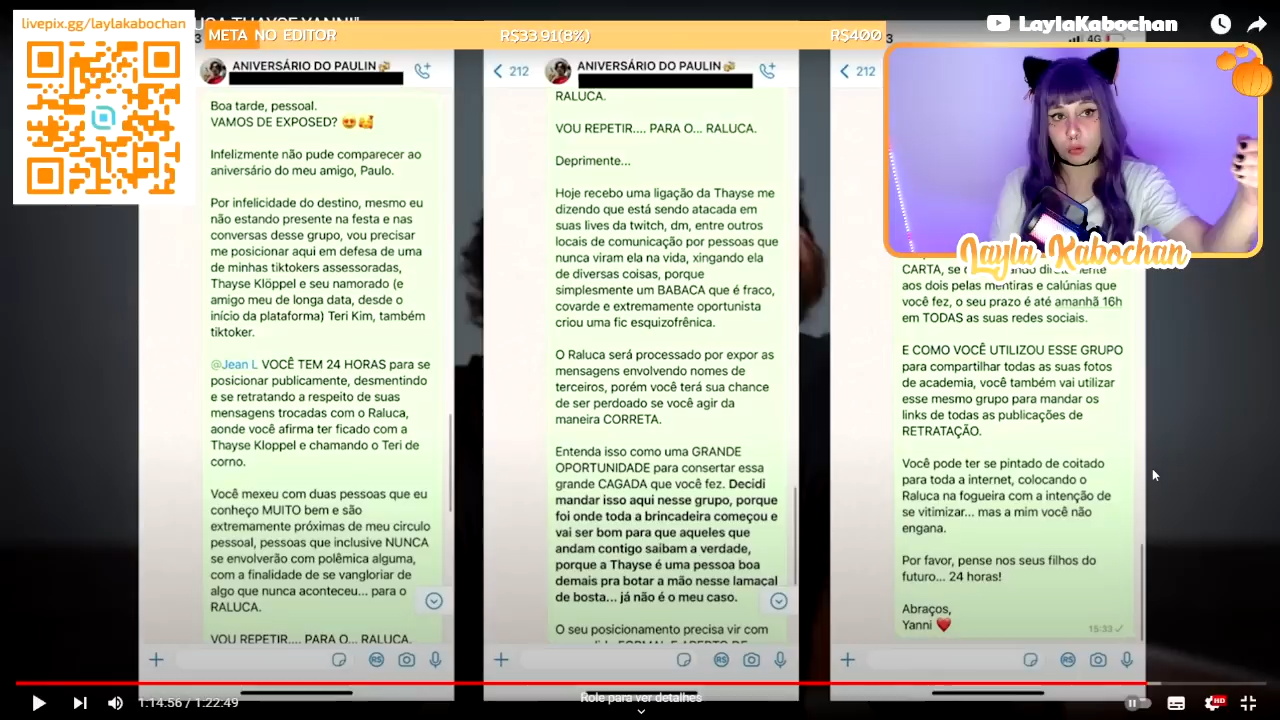 livepix.gg/laylakabochan
META NO EDITOR
R$33.91(8%)
R$400
LaylaKabochan
4G
ANIVERSÁRIO DO PAULIN
Boa tarde, pessoal.
VAMOS DE EXPOSED? 😍🥰
Infelizmente não pude comparecer ao
aniversário do meu amigo, Paulo.
Por infelicidade do destino, mesmo eu
não estando presente na festa e nas
conversas desse grupo, vou precisar
me posicionar aqui em defesa de uma
de minhas tiktokers assessoradas,
Thayse Klöppel e seu namorado (e
amigo meu de longa data, desde o
início da plataforma) Teri Kim, também
tiktoker.
@Jean L VOCÊ TEM 24 HORAS para se
posicionar publicamente, desmentindo
e se retratando a respeito de suas
mensagens trocadas com o Raluca,
aonde você afirma ter ficado com a
Thayse Kloppel e chamando o Teri de
corno.
Você mexeu com duas pessoas que eu
conheço MUITO bem e são
extremamente próximas de meu circulo
pessoal, pessoas que inclusive NUNCA
se envolverão com polêmica alguma,
com a finalidade de se vangloriar de
algo que nunca aconteceu... para o
RALUCA.
VOU REPETIR.... PARA O... RALUCA.
212
ANIVERSÁRIO DO PAULIN
RALUCA.
VOU REPETIR.... PARA O... RALUCA.
Deprimente...
Hoje recebo uma ligação da Thayse me
dizendo que está sendo atacada em
suas lives da twitch, dm, entre outros
locais de comunicação por pessoas que
nunca viram ela na vida, xingando ela
de diversas coisas, porque
simplesmente um BABACA que é fraco,
covarde e extremamente oportunista
criou uma fic esquizofrênica.
O Raluca será processado por expor as
mensagens envolvendo nomes de
terceiros, porém você terá sua chance
de ser perdoado se você agir da
maneira CORRETA.
Entenda isso como uma GRANDE
OPORTUNIDADE para consertar essa
grande CAGADA que você fez. Decidi
mandar isso aqui nesse grupo, porque
foi onde toda a brincadeira começou e
vai ser bom para que aqueles que
andam contigo saibam a verdade,
porque a Thayse é uma pessoa boa
demais pra botar a mão nesse lamaçal
de bosta... já não é o meu caso.
O seu posicionamento precisa vir com
212
Layla Kabochan
CARTA, se
aos dois pelas mentiras e calúnias que
você fez, o seu prazo é até amanhã 16h
em TODAS as suas redes sociais.
E COMO VOCÊ UTILIZOU ESSE GRUPO
para compartilhar todas as suas fotos
de academia, você também vai utilizar
esse mesmo grupo para mandar os
links de todas as publicações de
RETRATAÇÃO.
Você pode ter se pintado de coitado
para toda a internet, colocando o
Raluca na fogueira com a intenção de
se vitimizar... mas a mim você não
engana.
Por favor, pense nos seus filhos do
futuro... 24 horas!
Abraços,
Yanni ❤️
15:33
1:14:56 / 1:22:49
Role para ver detalhes
HD